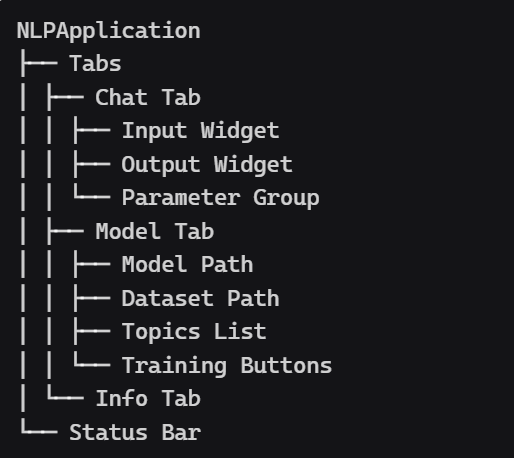 NLPApplication
├── Tabs
│ ├── Chat Tab
│ │ ├── Input Widget
│ │ ├── Output Widget
│ │ └── Parameter Group
│ ├── Model Tab
│ │ ├── Model Path
│ │ ├── Dataset Path
│ │ ├── Topics List
│ │ └── Training Buttons
│ └── Info Tab
└── Status Bar